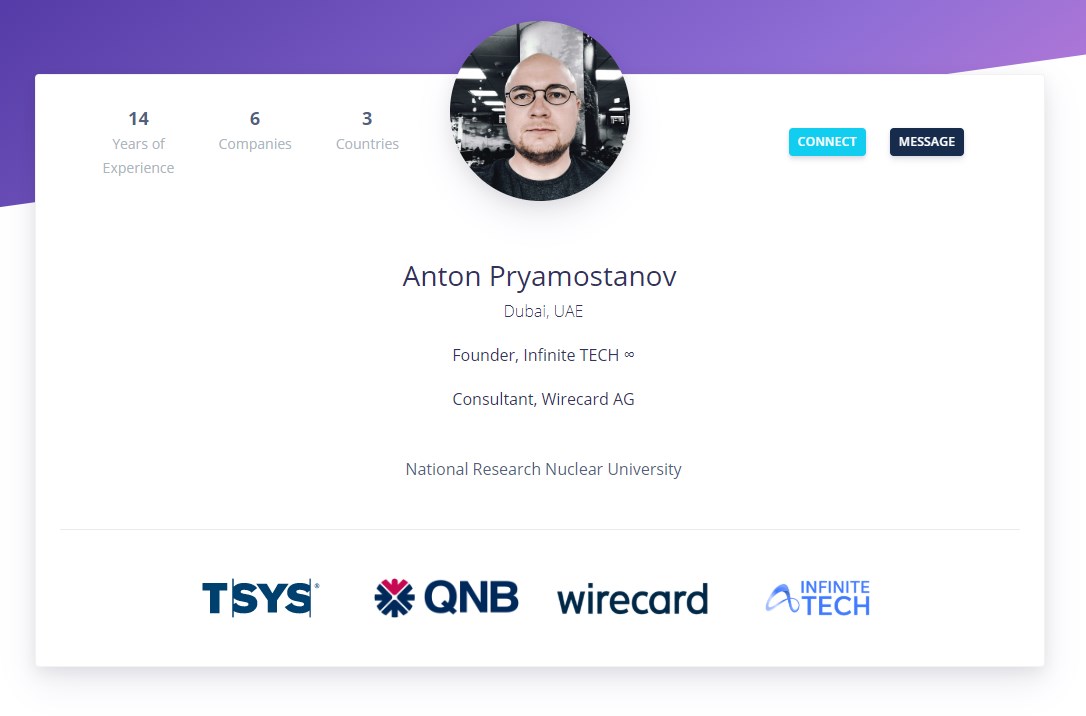 14
Years of
Experience
6
Companies
3
Countries
CONNECT
MESSAGE
Anton Pryamostanov
Dubai, UAE
Founder, Infinite TECH ∞
Consultant, Wirecard AG
National Research Nuclear University
TSYS®
QNB
wirecard
INFINITE
TECH